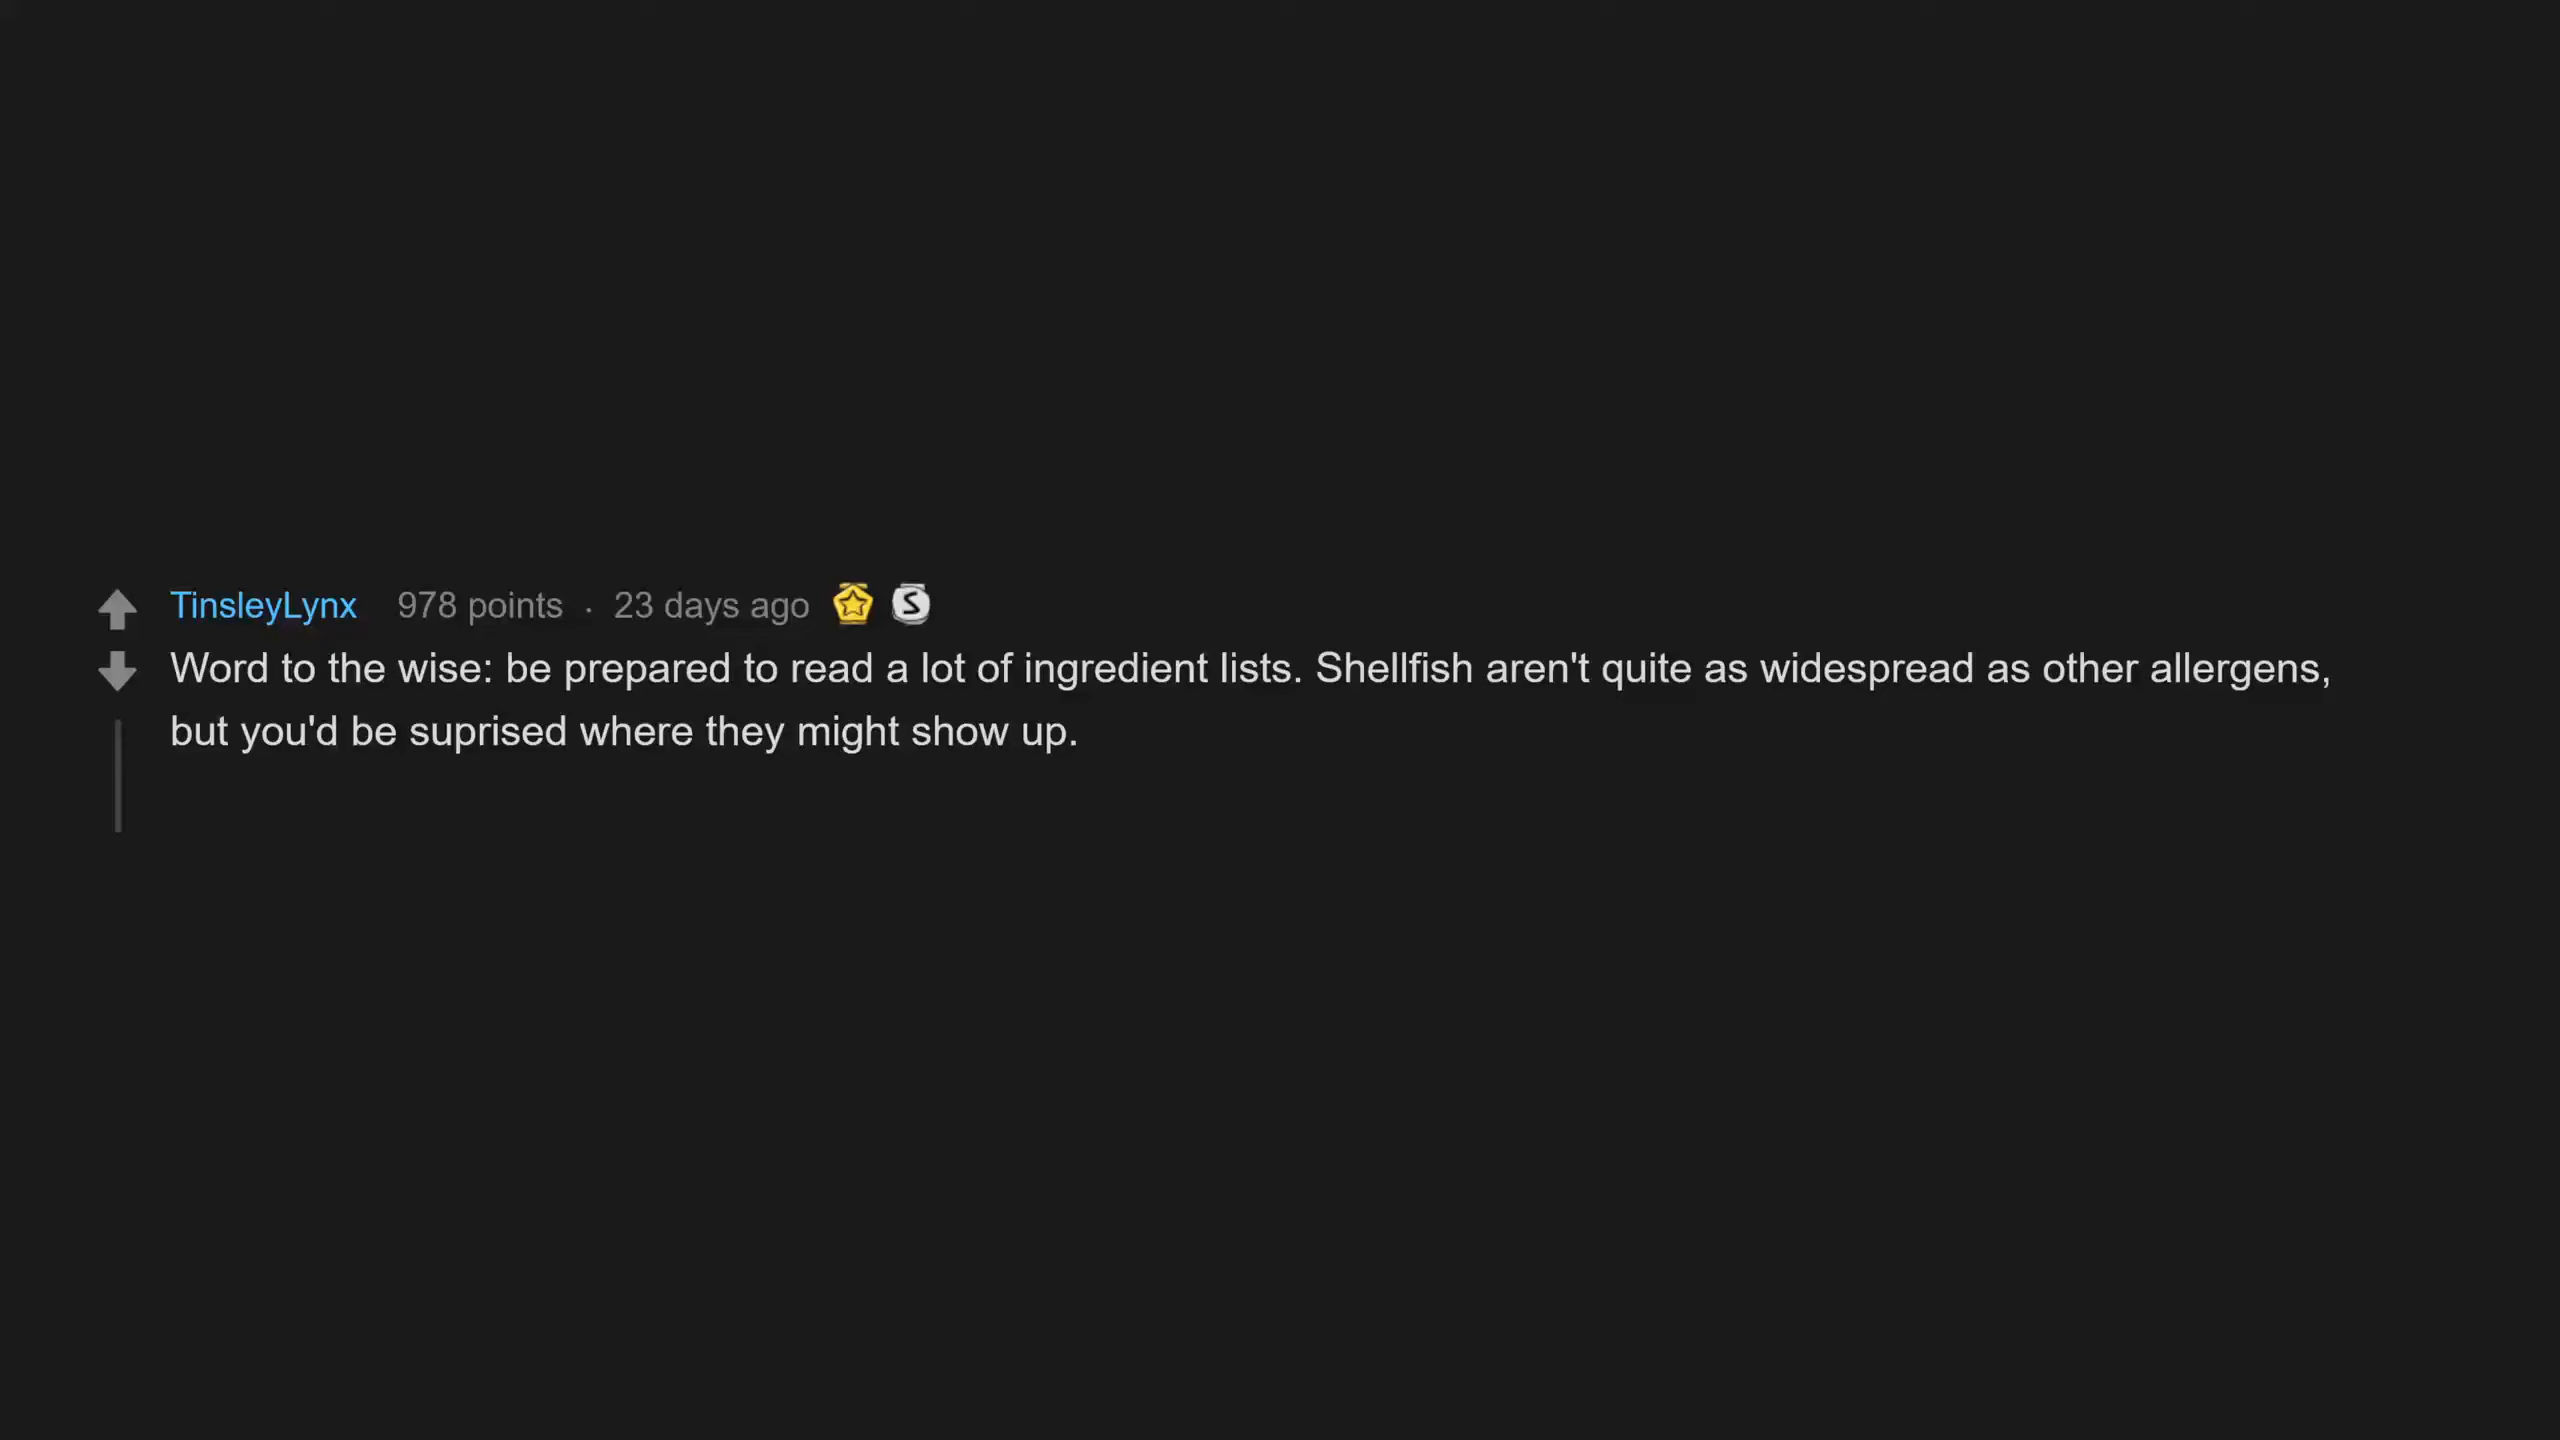 TinsleyLynx 978 points · 23 days ago
Word to the wise: be prepared to read a lot of ingredient lists. Shellfish aren't quite as widespread as other allergens,
but you'd be suprised where they might show up.